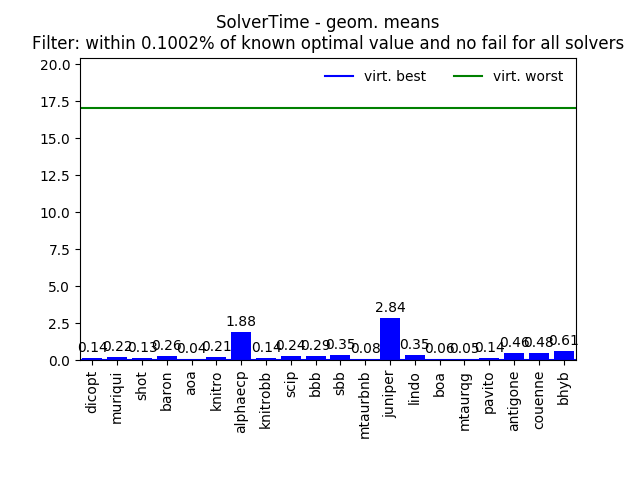 SolverTime - geom. means
Filter: within 0.1002% of known optimal value and no fail for all solvers
virt. best
virt. worst
20.0
17.5
15.0
12.5
10.0
7.5
5.0
2.5
0.0
0.14
0.22
0.13
0.26
0.04
0.21
1.88
0.14
0.24
0.29
0.35
0.08
2.84
0.35
0.06
0.05
0.14
0.46
0.48
0.61
dicopt
muriqui
shot
baron
aoa
knitro
alphaecp
knitrobb
scip
bbb
sbb
mtaurbnb
juniper
lindo
boa
mtaurqg
pavito
antigone
couenne
bhyb